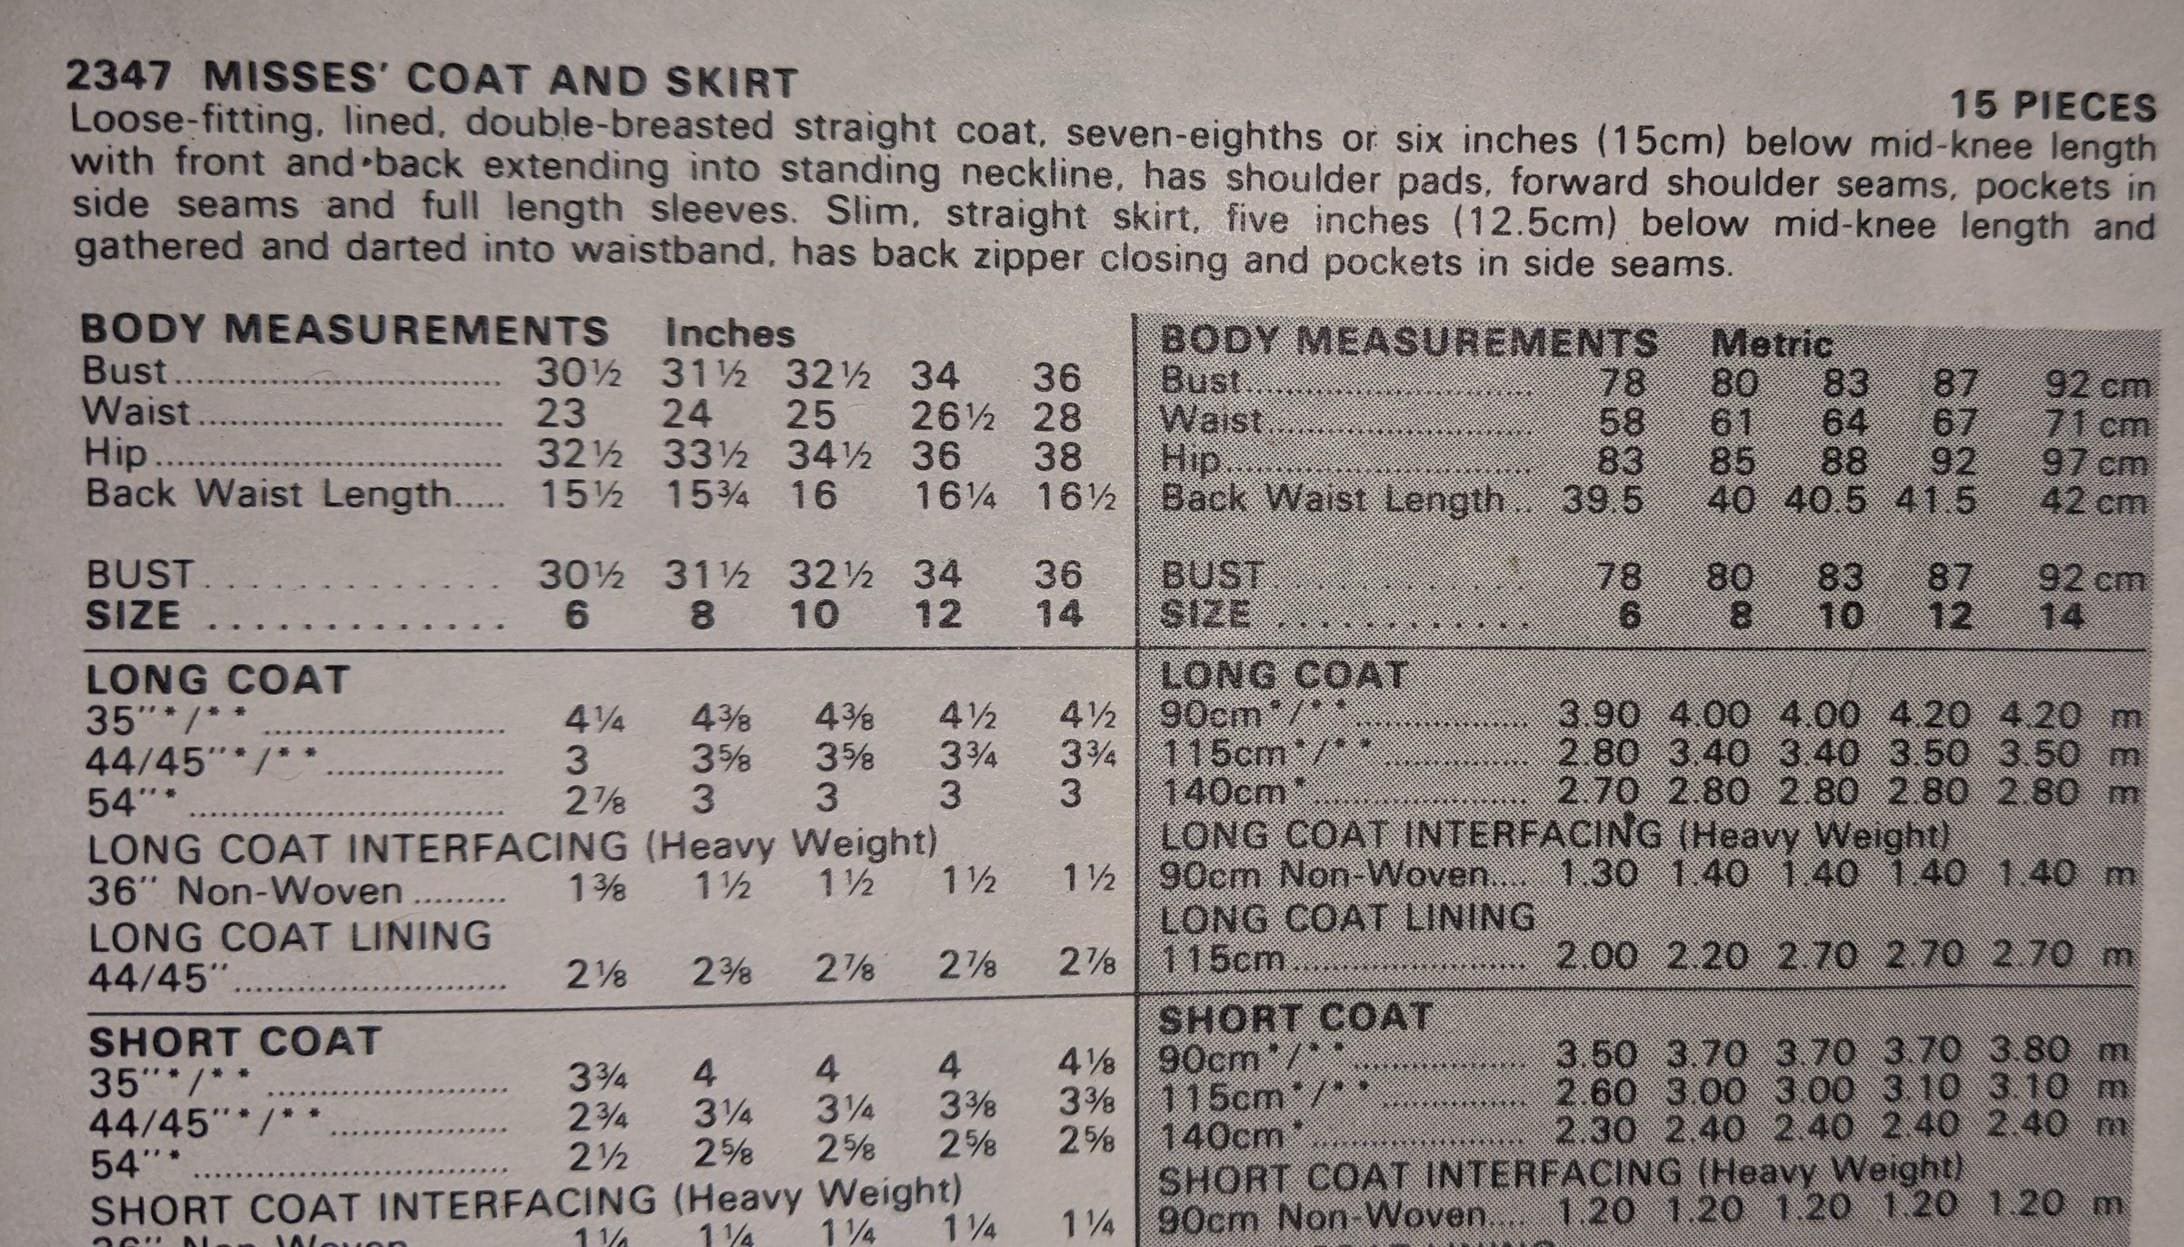 2347 MISSES' COAT AND SKIRT
15 PIECES
Loose-fitting, lined, double-breasted straight coat, seven-eighths or six inches (15cm) below mid-knee length
with front and back extending into standing neckline, has shoulder pads, forward shoulder seams, pockets in
side seams and full length sleeves. Slim, straight skirt, five inches (12.5cm) below mid-knee length and
gathered and darted into waistband, has back zipper closing and pockets in side seams.
BODY MEASUREMENTS Inches
Bust.............................. 30½ 31½ 32½ 34 36
Waist............................ 23 24 25 26½ 28
Hip................................ 32½ 33½ 34½ 36 38
Back Waist Length..... 15½ 15¾ 16 16¼ 16½
BUST............. 30½ 31½ 32½ 34 36
SIZE ............. 6 8 10 12 14
LONG COAT
35"*/** ...................... 4¼ 4⅜ 4⅜ 4½ 4½
44/45"*/** ................ 3 3⅝ 3⅝ 3¾ 3¾
54"* ............................ 2⅞ 3 3 3 3
LONG COAT INTERFACING (Heavy Weight)
36" Non-Woven ......... 1⅜ 1½ 1½ 1½ 1½
LONG COAT LINING
44/45"......................... 2⅛ 2⅜ 2⅞ 2⅞ 2⅞
SHORT COAT
35"*/** ...................... 3¾ 4 4 4 4⅛
44/45"*/** ................ 2¾ 3¼ 3¼ 3⅜ 3⅜
54"* ............................ 2½ 2⅝ 2⅝ 2⅝ 2⅝
SHORT COAT INTERFACING (Heavy Weight)
36" Non-Woven 1¼ 1¼ 1¼ 1¼ 1¼
BODY MEASUREMENTS Metric
Bust.............................. 78 80 83 87 92 cm
Waist............................ 58 61 64 67 71 cm
Hip................................ 83 85 88 92 97 cm
Back Waist Length .. 39.5 40 40.5 41.5 42 cm
BUST ............. 78 80 83 87 92 cm
SIZE ............. 6 8 10 12 14
LONG COAT
90cm*/** .................. 3.90 4.00 4.00 4.20 4.20 m
115cm*/** ................ 2.80 3.40 3.40 3.50 3.50 m
140cm* ...................... 2.70 2.80 2.80 2.80 2.80 m
LONG COAT INTERFACING (Heavy Weight)
90cm Non-Woven.... 1.30 1.40 1.40 1.40 1.40 m
LONG COAT LINING
115cm......................... 2.00 2.20 2.70 2.70 2.70 m
SHORT COAT
90cm*/** .................. 3.50 3.70 3.70 3.70 3.80 m
115cm*/** ................ 2.60 3.00 3.00 3.10 3.10 m
140cm* ...................... 2.30 2.40 2.40 2.40 2.40 m
SHORT COAT INTERFACING (Heavy Weight)
90cm Non-Woven.... 1.20 1.20 1.20 1.20 1.20 m